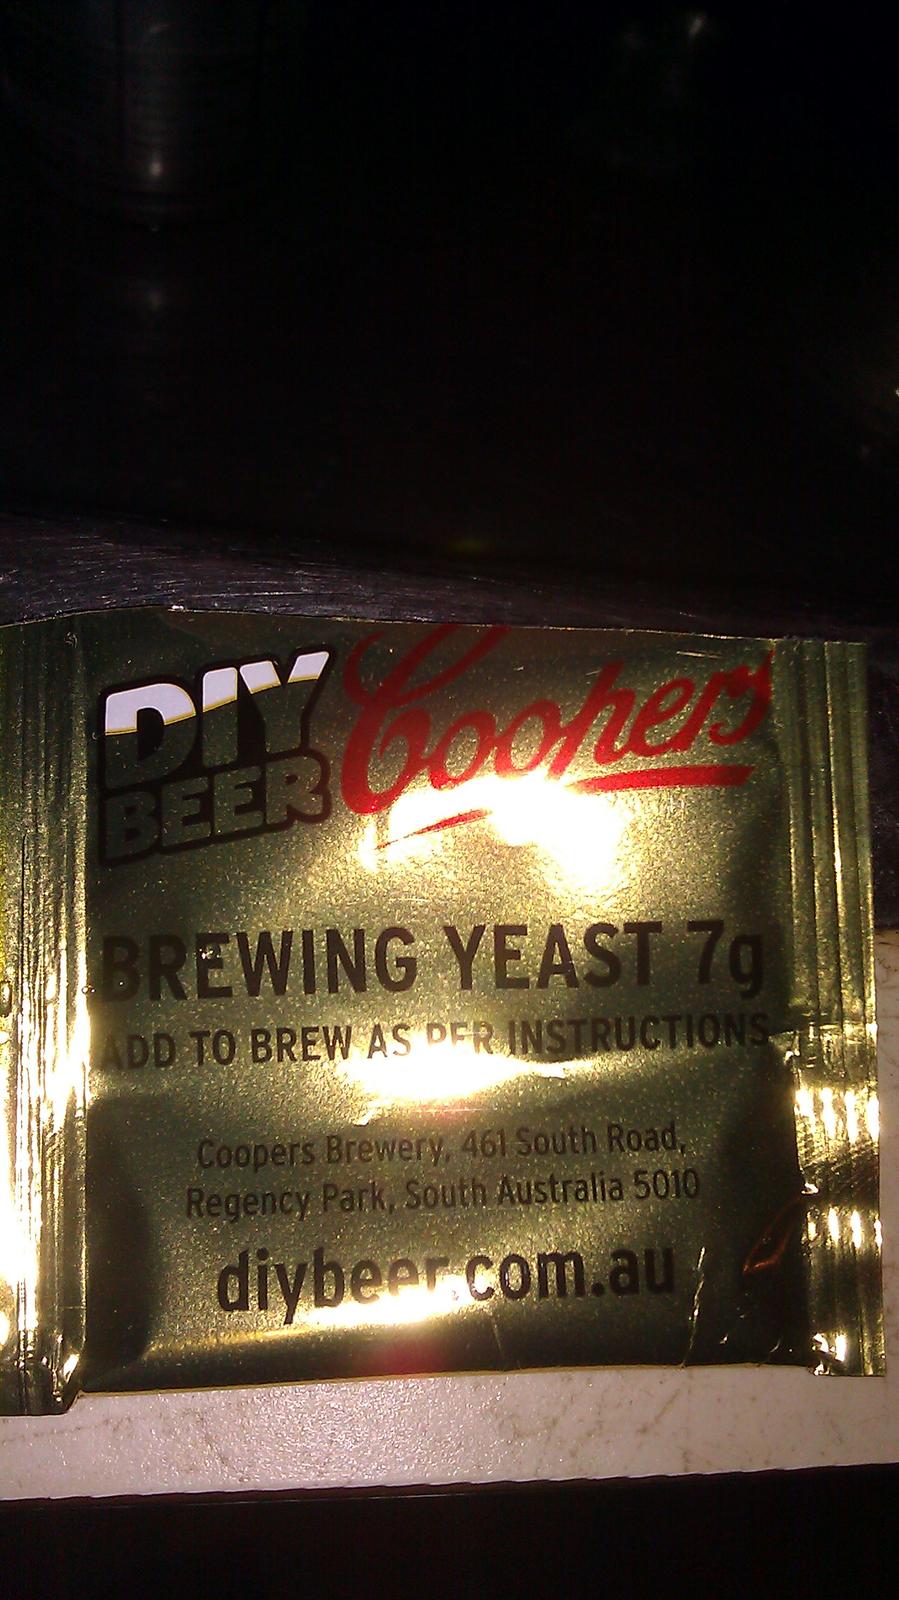 DIY Coopers
BEER
BREWING YEAST 7g
ADD TO BREW AS PER INSTRUCTIONS
Coopers Brewery, 461 South Road,
Regency Park, South Australia 5010
diybeer.com.au